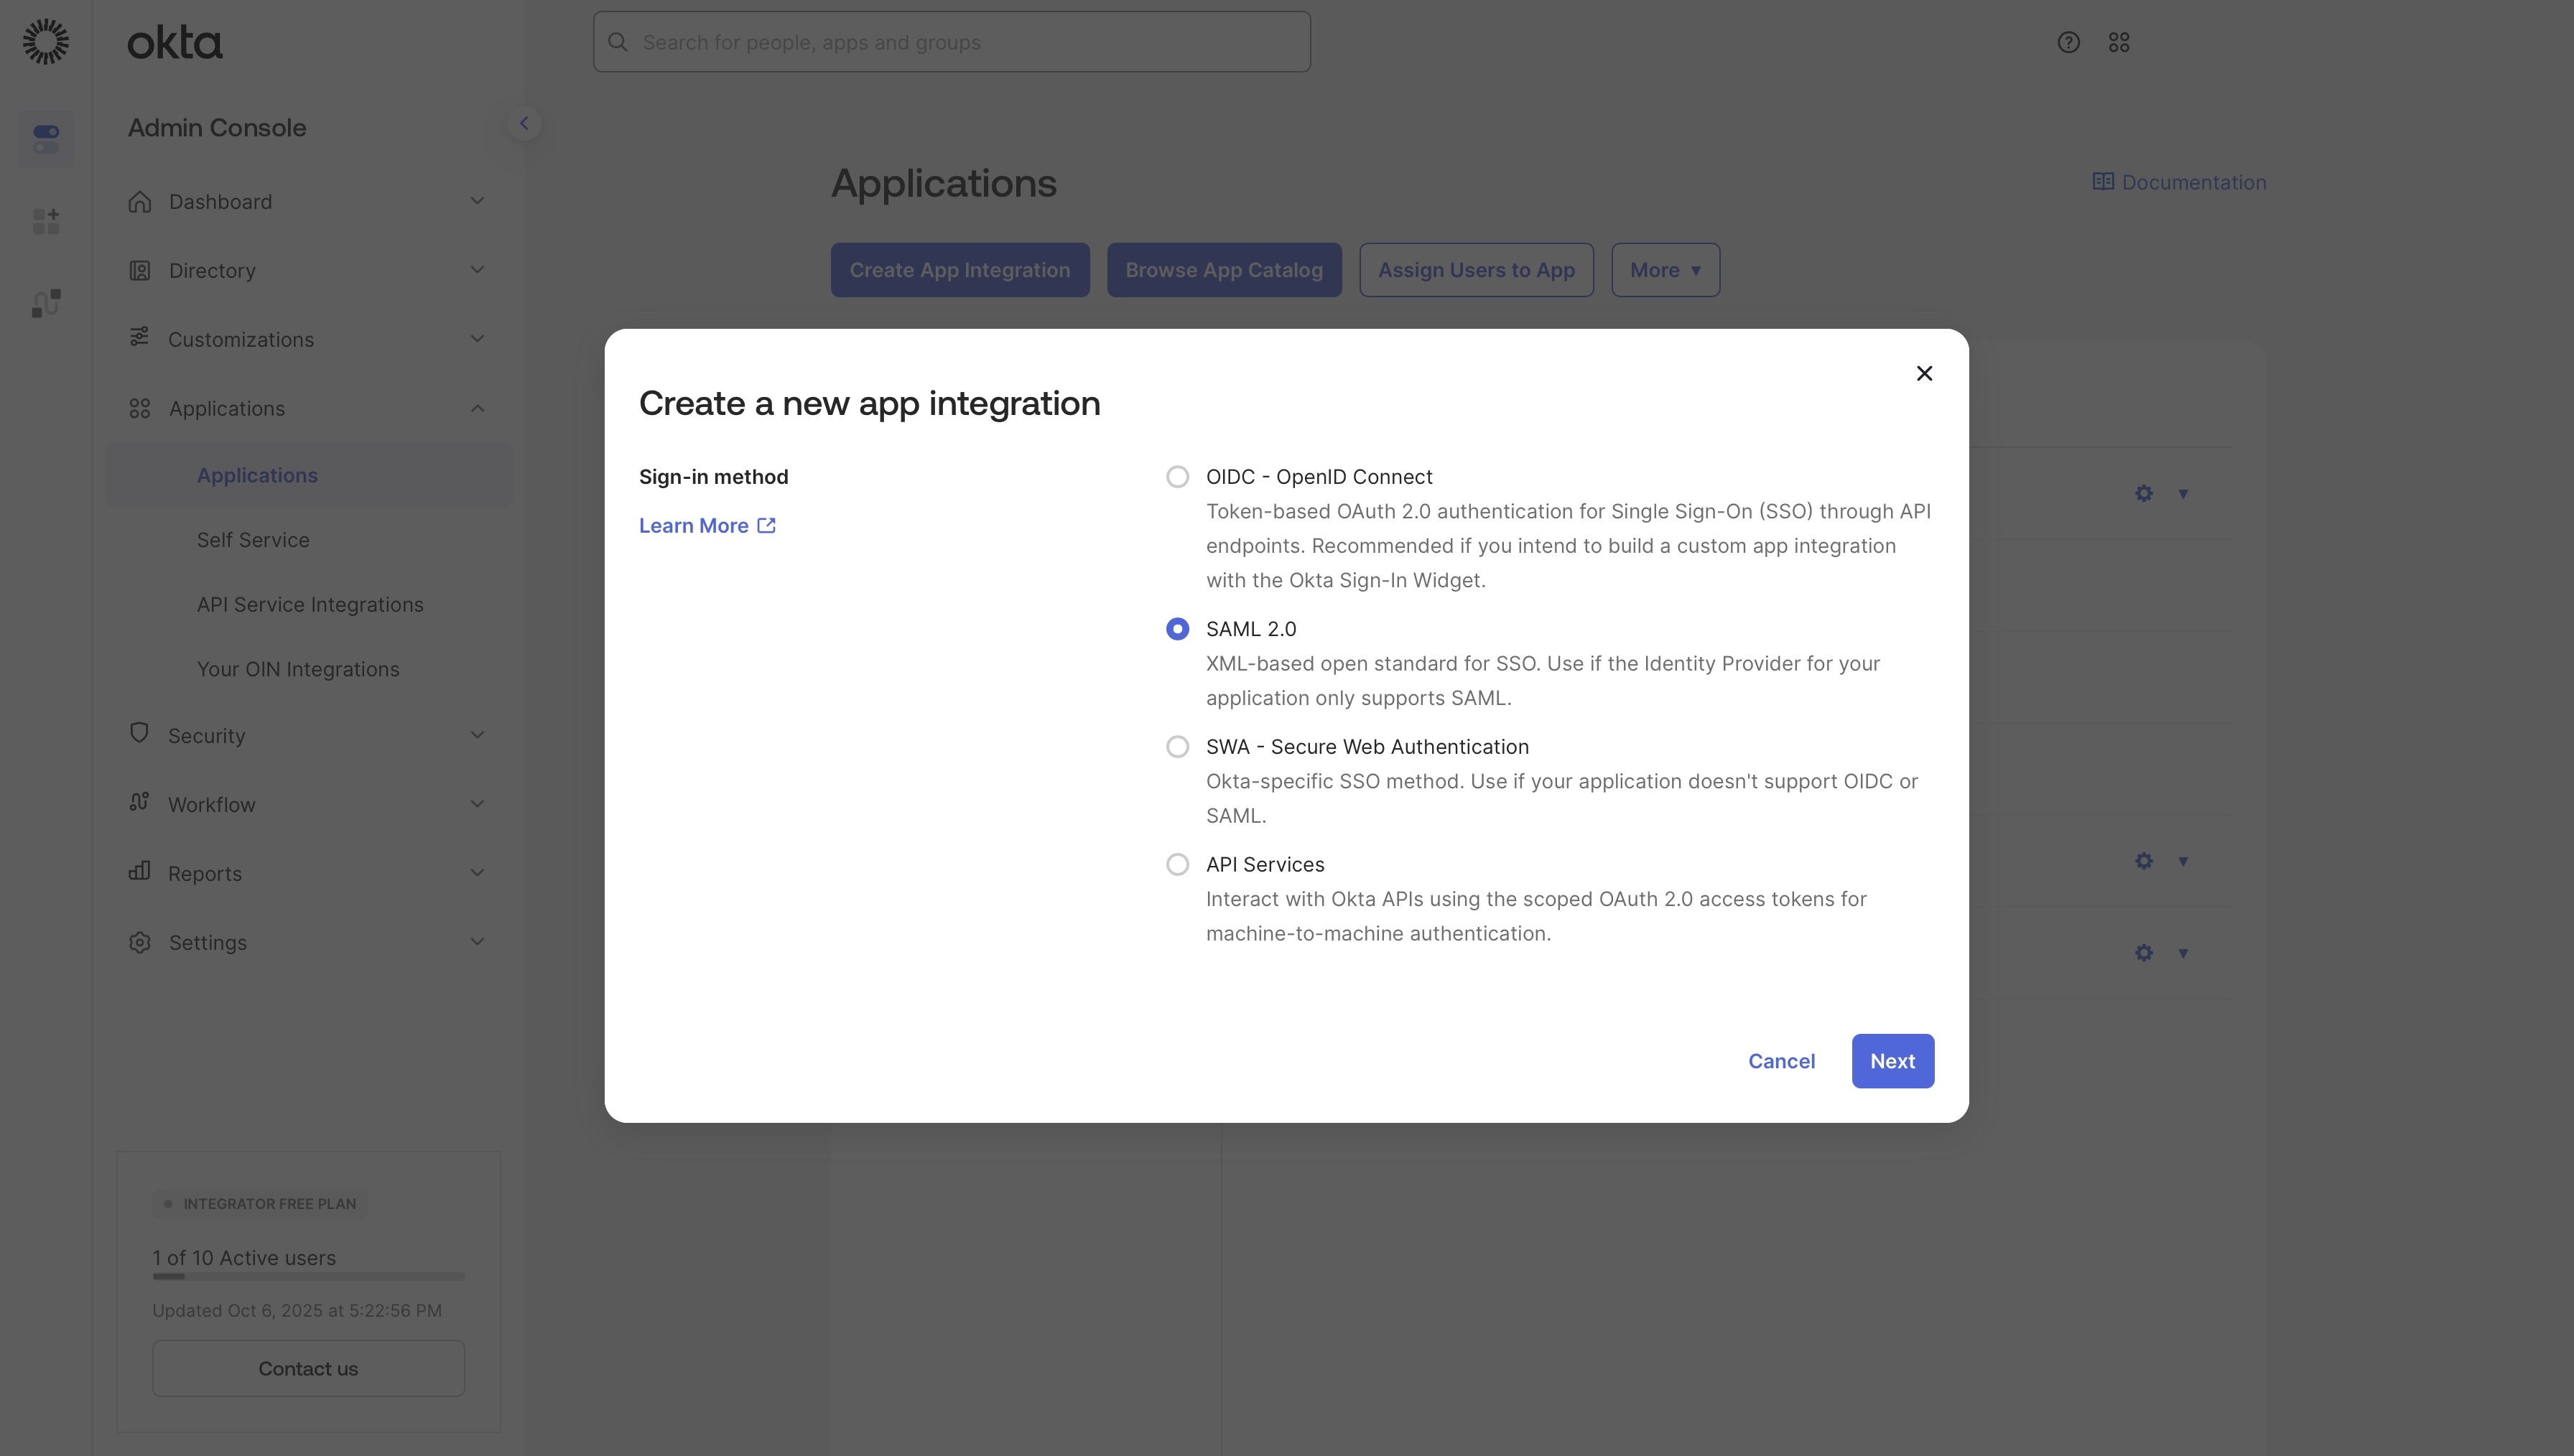 okta
Search for people, apps and groups
Admin Console
Dashboard
Directory
Customizations
Applications
Applications
Self Service
API Service Integrations
Your OIN Integrations
Security
Workflow
Reports
Settings
INTEGRATOR FREE PLAN
1 of 10 Active users
Updated Oct 6, 2025 at 5:22:56 PM
Contact us
Applications
Documentation
Create App Integration
Browse App Catalog
Assign Users to App
More
Create a new app integration
Sign-in method
Learn More
OIDC - OpenID Connect
Token-based OAuth 2.0 authentication for Single Sign-On (SSO) through API
endpoints. Recommended if you intend to build a custom app integration
with the Okta Sign-In Widget.
SAML 2.0
XML-based open standard for SSO. Use if the Identity Provider for your
application only supports SAML.
SWA - Secure Web Authentication
Okta-specific SSO method. Use if your application doesn't support OIDC or
SAML.
API Services
Interact with Okta APIs using the scoped OAuth 2.0 access tokens for
machine-to-machine authentication.
Cancel
Next